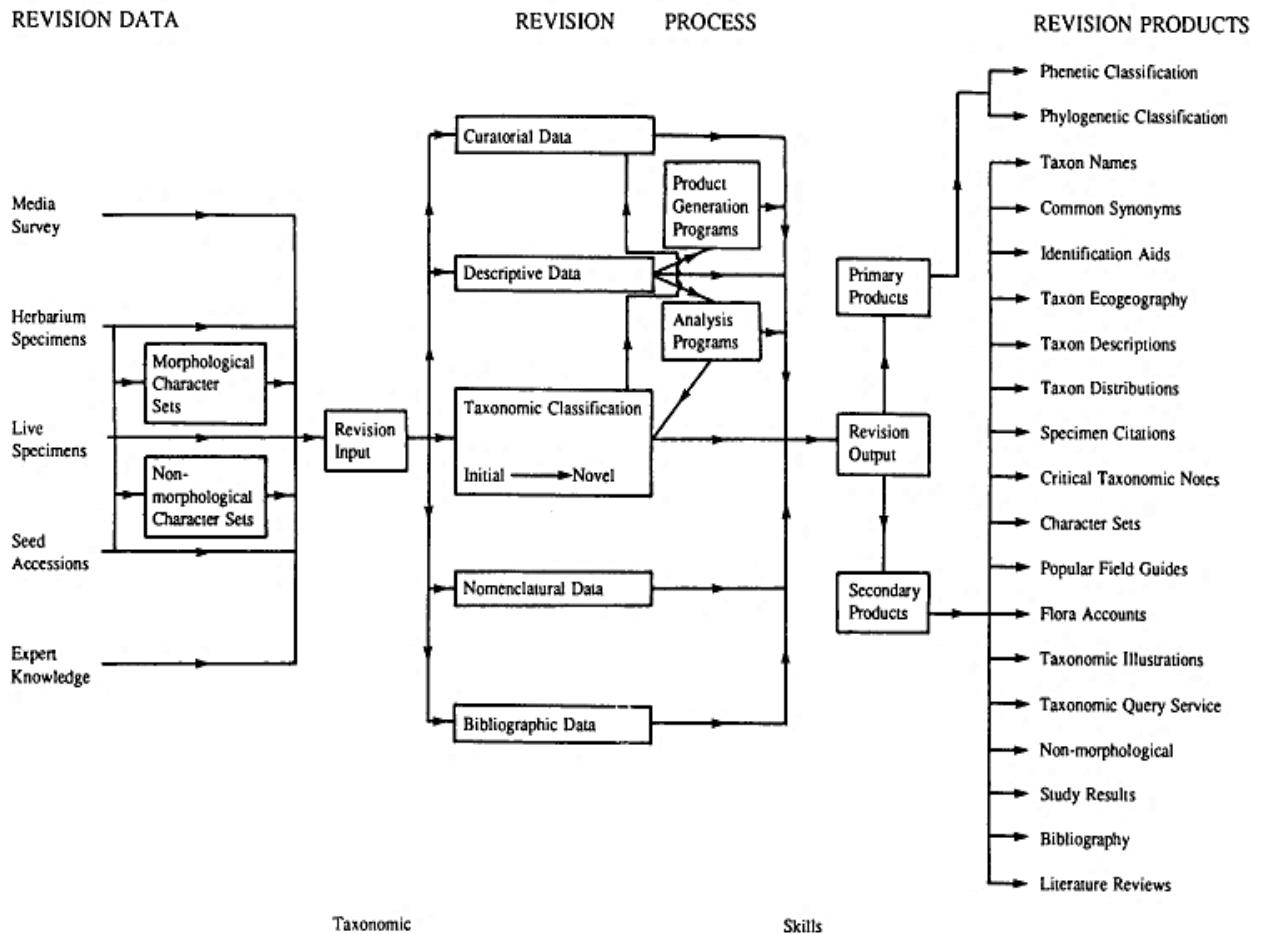 REVISION DATA
REVISION PROCESS
REVISION PRODUCTS
Media
Survey
Herbarium
Specimens
Morphological
Character
Sets
Live
Specimens
Non-
morphological
Character Sets
Seed
Accessions
Expert
Knowledge
Revision
Input
Curatorial Data
Product
Generation
Programs
Descriptive Data
Analysis
Programs
Taxonomic Classification
Initial Novel
Nomenclatural Data
Bibliographic Data
Primary
Products
Revision
Output
Secondary
Products
Phenetic Classification
Phylogenetic Classification
Taxon Names
Common Synonyms
Identification Aids
Taxon Ecogeography
Taxon Descriptions
Taxon Distributions
Specimen Citations
Critical Taxonomic Notes
Character Sets
Popular Field Guides
Flora Accounts
Taxonomic Illustrations
Taxonomic Query Service
Non-morphological
Study Results
Bibliography
Literature Reviews
Taxonomic Skills